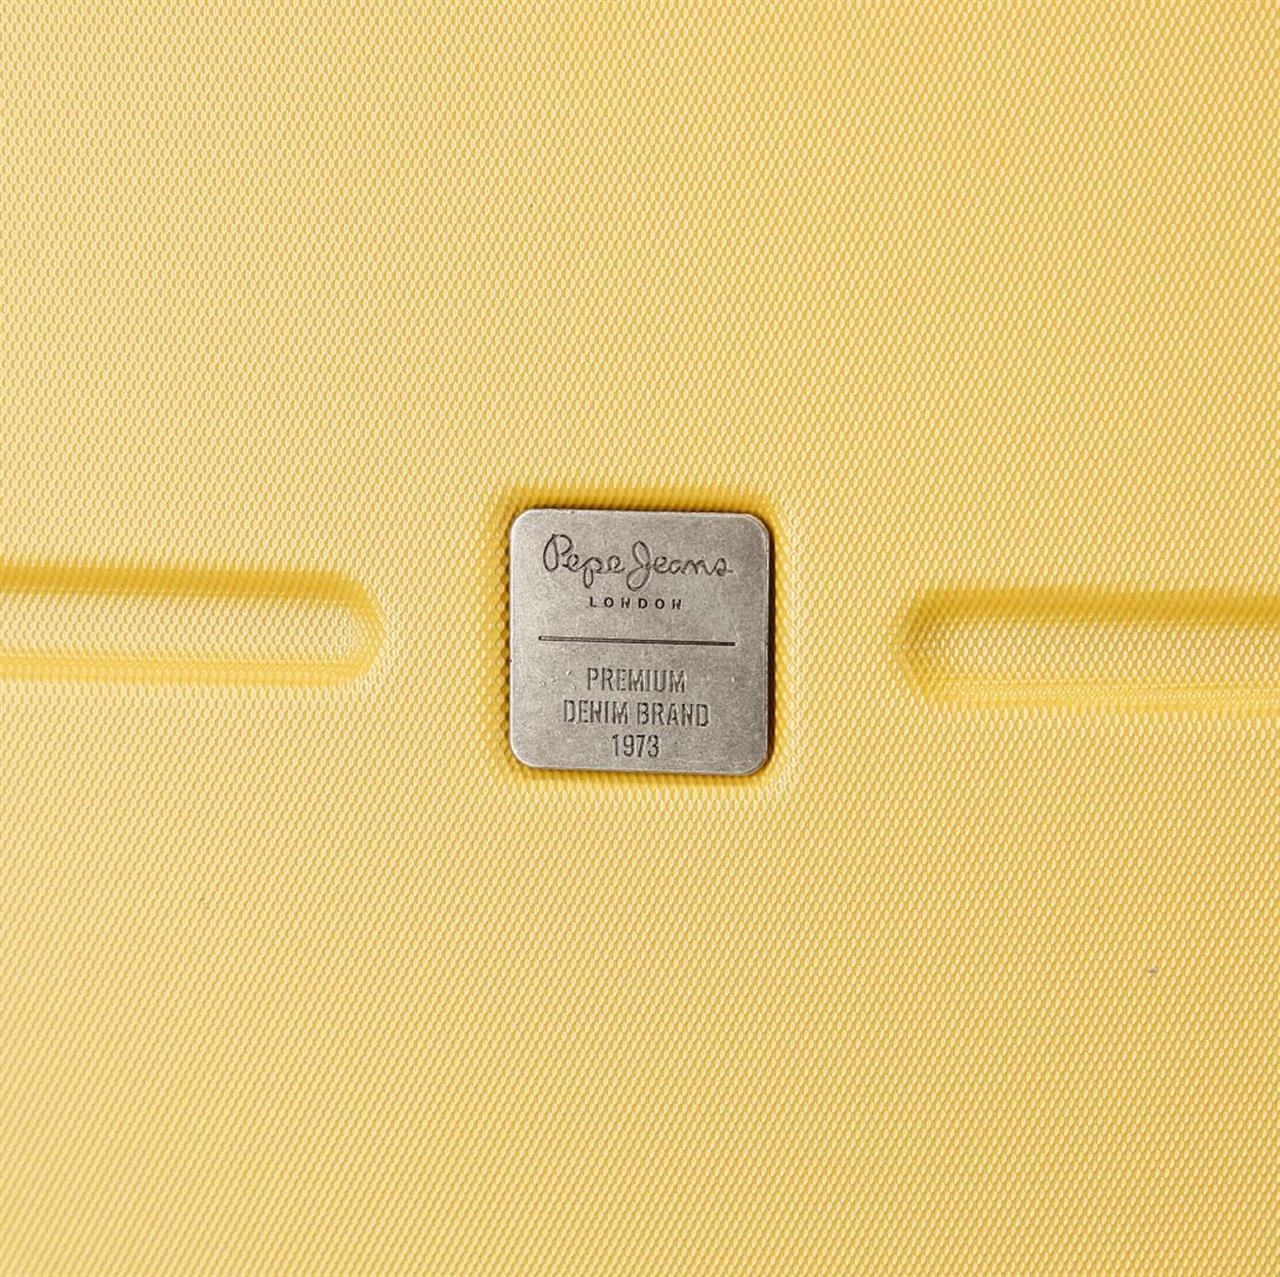 Pepe Jeans
LONDON
PREMIUM
DENIM BRAND
1973